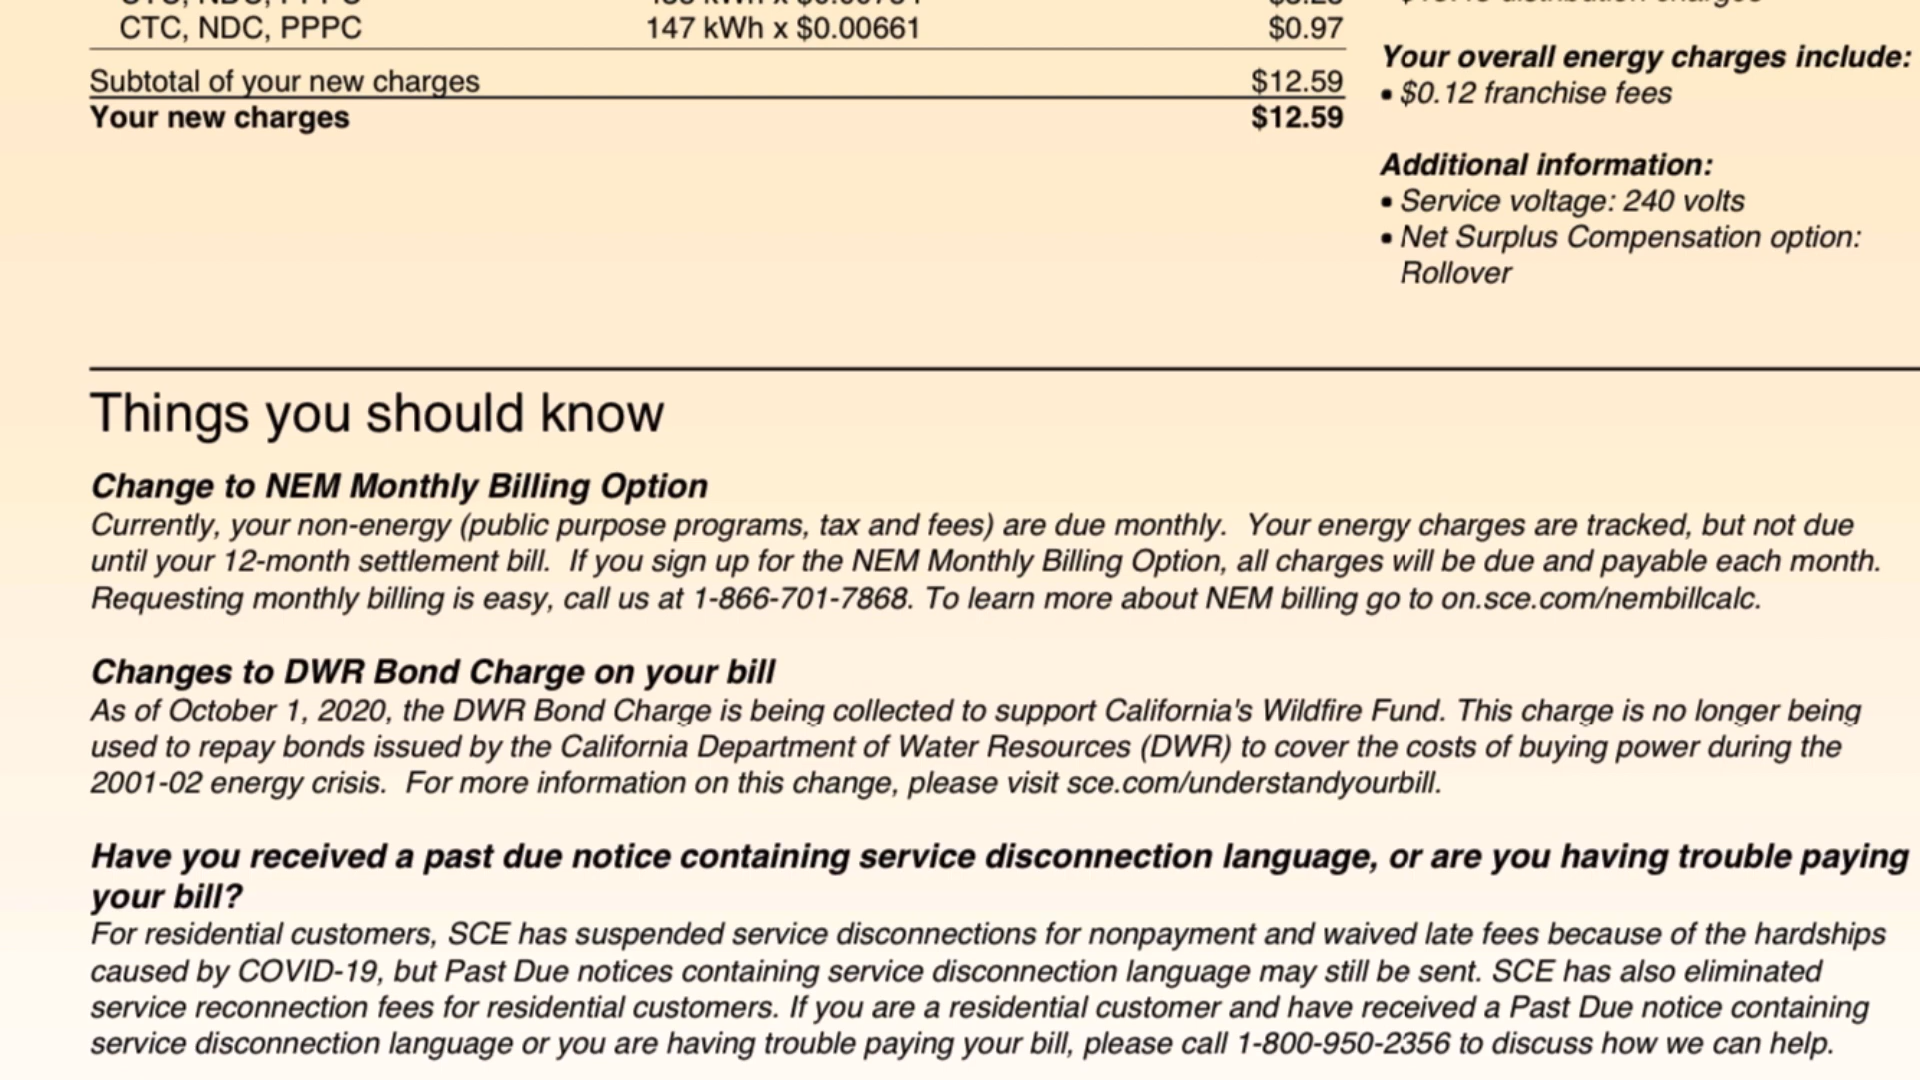 CTC, NDC, PPPC
CTC, NDC, PPPC 147 kWh x $0.00661 $0.97
Subtotal of your new charges $12.59
Your new charges $12.59
distribution charges
Your overall energy charges include:
• $0.12 franchise fees
Additional information:
• Service voltage: 240 volts
• Net Surplus Compensation option:
Rollover
Things you should know
Change to NEM Monthly Billing Option
Currently, your non-energy (public purpose programs, tax and fees) are due monthly.  Your energy charges are tracked, but not due
until your 12-month settlement bill.  If you sign up for the NEM Monthly Billing Option, all charges will be due and payable each month.
Requesting monthly billing is easy, call us at 1-866-701-7868. To learn more about NEM billing go to on.sce.com/nembillcalc.
Changes to DWR Bond Charge on your bill
As of October 1, 2020, the DWR Bond Charge is being collected to support California's Wildfire Fund. This charge is no longer being
used to repay bonds issued by the California Department of Water Resources (DWR) to cover the costs of buying power during the
2001-02 energy crisis.  For more information on this change, please visit sce.com/understandyourbill.
Have you received a past due notice containing service disconnection language, or are you having trouble paying
your bill?
For residential customers, SCE has suspended service disconnections for nonpayment and waived late fees because of the hardships
caused by COVID-19, but Past Due notices containing service disconnection language may still be sent. SCE has also eliminated
service reconnection fees for residential customers. If you are a residential customer and have received a Past Due notice containing
service disconnection language or you are having trouble paying your bill, please call 1-800-950-2356 to discuss how we can help.